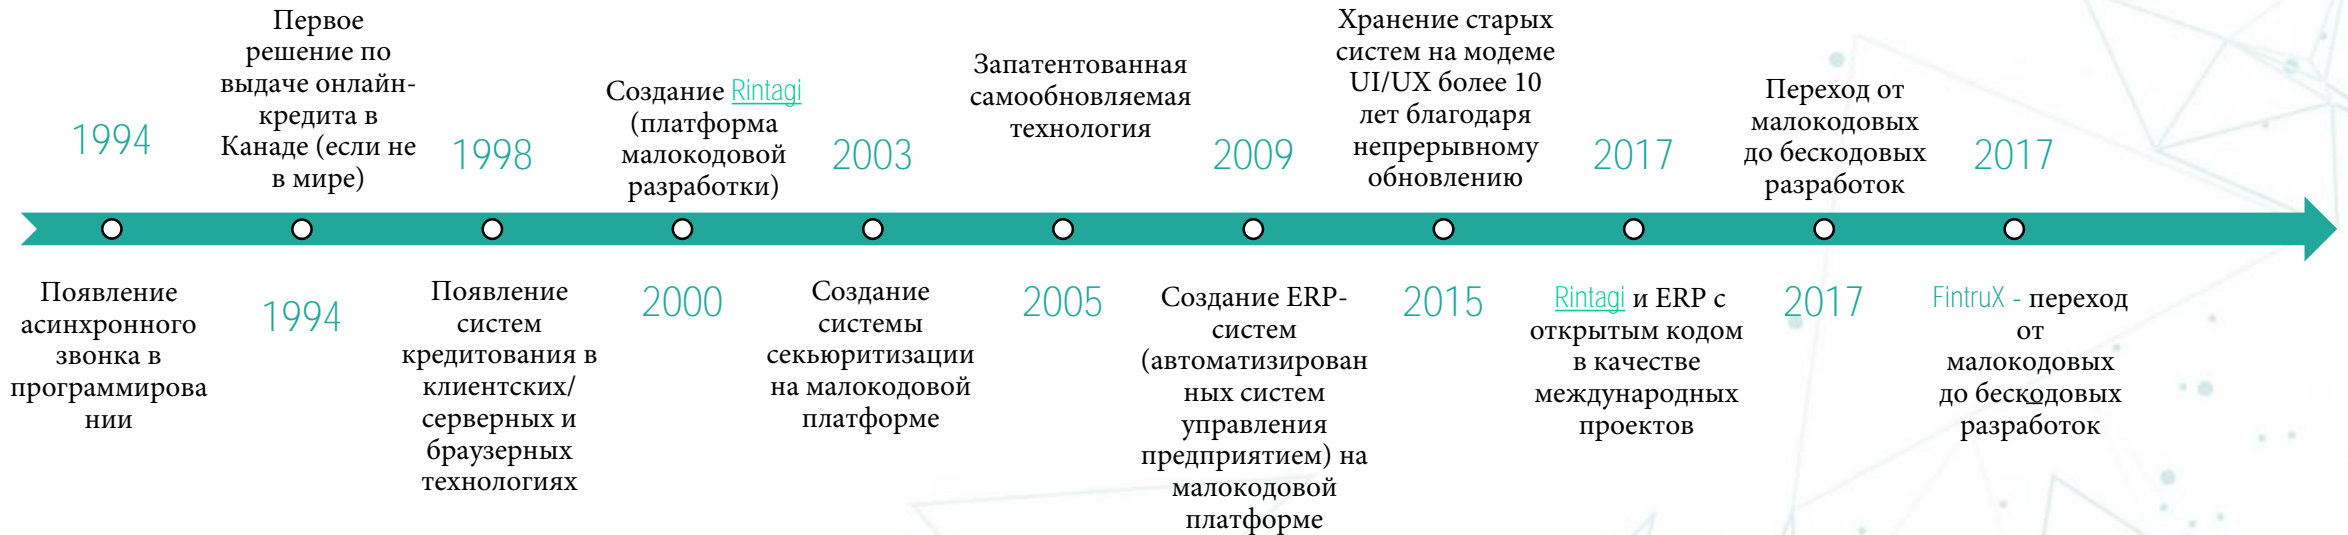 1994
Появление
асинхронного
звонка в
программирова
нии
Первое
решение по
выдаче онлайн-
кредита в
Канаде (если не
в мире)
1994
1998
Появление
систем
кредитования в
клиентских/
серверных и
браузерных
технологиях
Создание Rintagi
(платформа
малокодовой
разработки)
2000
2003
Создание
системы
секьюритизации
на малокодовой
платформе
Запатентованная
самообновляемая
технология
2005
2009
Создание ERP-
систем
(автоматизирован
ных систем
управления
предприятием) на
малокодовой
платформе
Хранение старых
систем на модеме
UI/UX более 10
лет благодаря
непрерывному
обновлению
2015
2017
Rintagi и ERP с
открытым кодом
в качестве
международных
проектов
Переход от
малокодовых
до бескодовых
разработок
2017
2017
FintruX - переход
от
малокодовых
до бескодовых
разработок